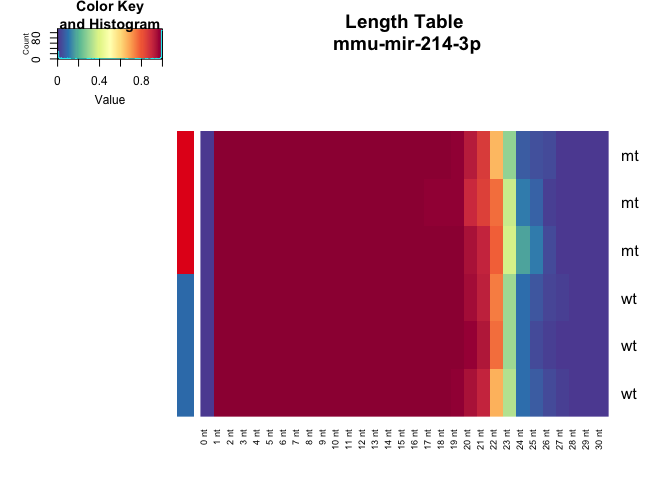 Color Key
and Histogram
Count
0 80
0 0.4 0.8
Value
Length Table
mmu-mir-214-3p
mt
mt
mt
wt
wt
wt
0 nt
1 nt
2 nt
3 nt
4 nt
5 nt
6 nt
7 nt
8 nt
9 nt
10 nt
11 nt
12 nt
13 nt
14 nt
15 nt
16 nt
17 nt
18 nt
19 nt
20 nt
21 nt
22 nt
23 nt
24 nt
25 nt
26 nt
27 nt
28 nt
29 nt
30 nt